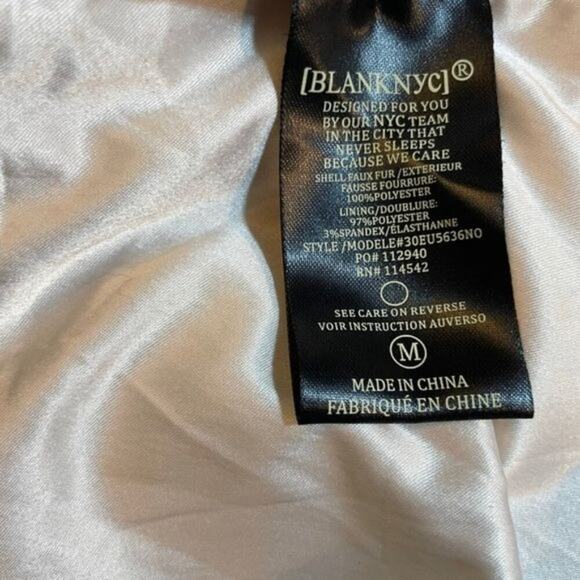 [BLANKNYC]®
DESIGNED FOR YOU
BY OUR NYC TEAM
IN THE CITY THAT
NEVER SLEEPS
BECAUSE WE CARE
SHELL FAUX FUR/EXTERIEUR
FAUSSE FOURRURE:
100%POLYESTER
LINING/DOUBLURE:
97%POLYESTER
3%SPANDEX/ÉLASTHANNE
STYLE/MODELE#30EU5636NO
PO# 112940
RN# 114542
SEE CARE ON REVERSE
VOIR INSTRUCTION AUVERSO
M
MADE IN CHINA
FABRIQUÉ EN CHINE